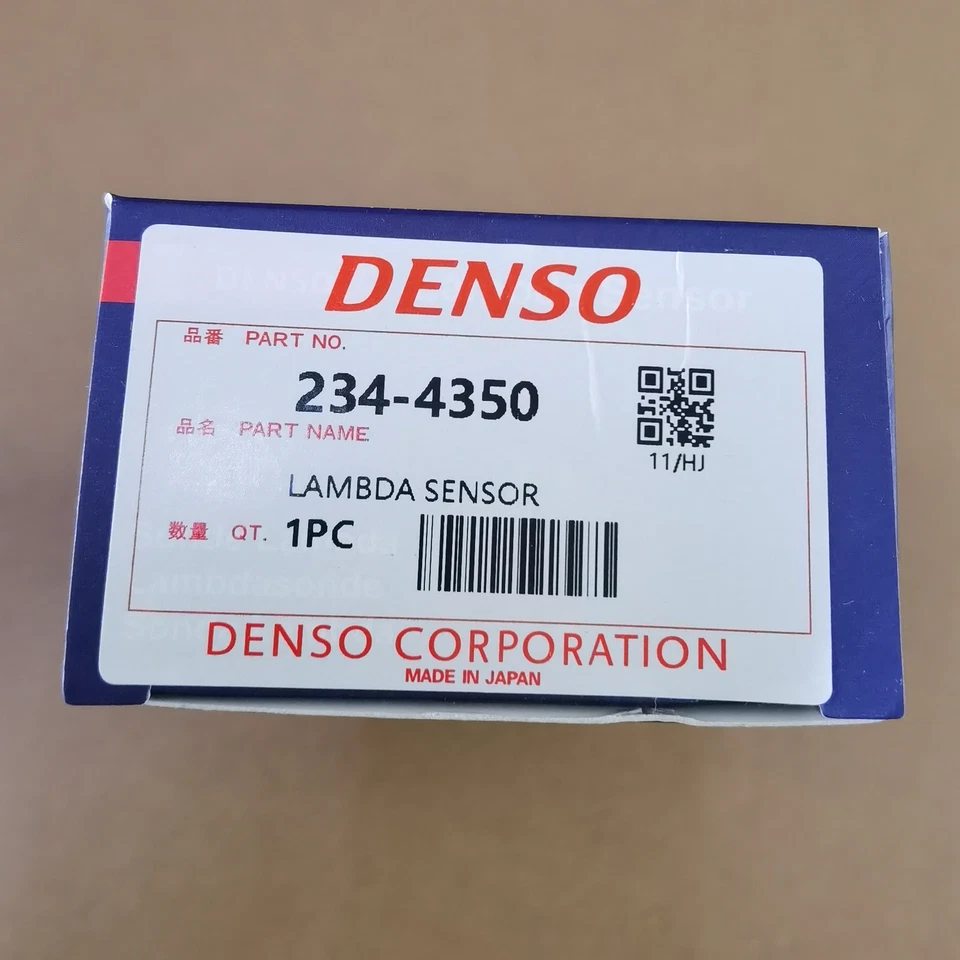 DENSO
品番 PART NO.
234-4350
品名 PART NAME
11/HJ
LAMBDA SENSOR
数量 QT. 1PC
Lambdasonde
DENSO CORPORATION
MADE IN JAPAN